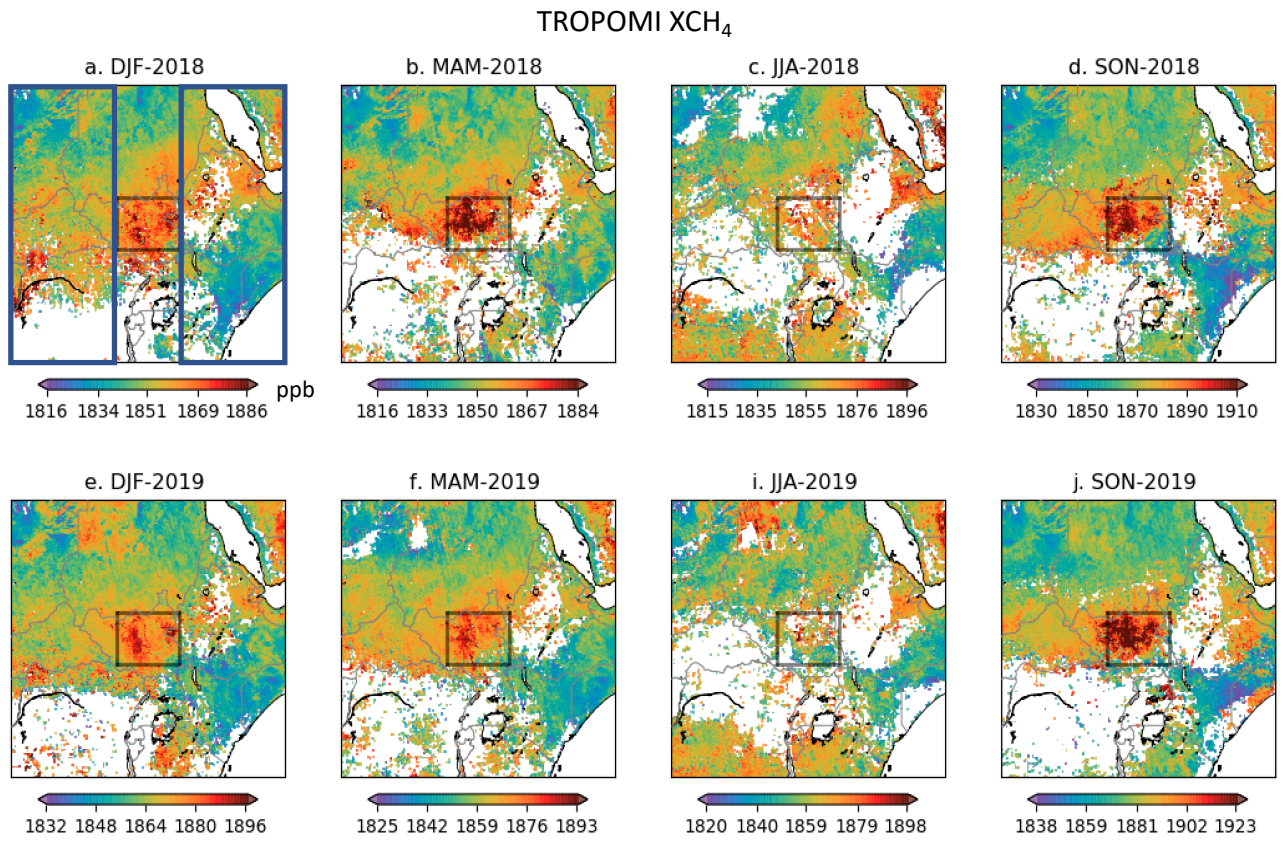 TROPOMI XCH₄
a. DJF-2018
b. MAM-2018
c. JJA-2018
d. SON-2018
1816 1834 1851 1869 1886
ppb
1816 1833 1850 1867 1884
1815 1835 1855 1876 1896
1830 1850 1870 1890 1910
e. DJF-2019
f. MAM-2019
i. JJA-2019
j. SON-2019
1832 1848 1864 1880 1896
1825 1842 1859 1876 1893
1820 1840 1859 1879 1898
1838 1859 1881 1902 1923